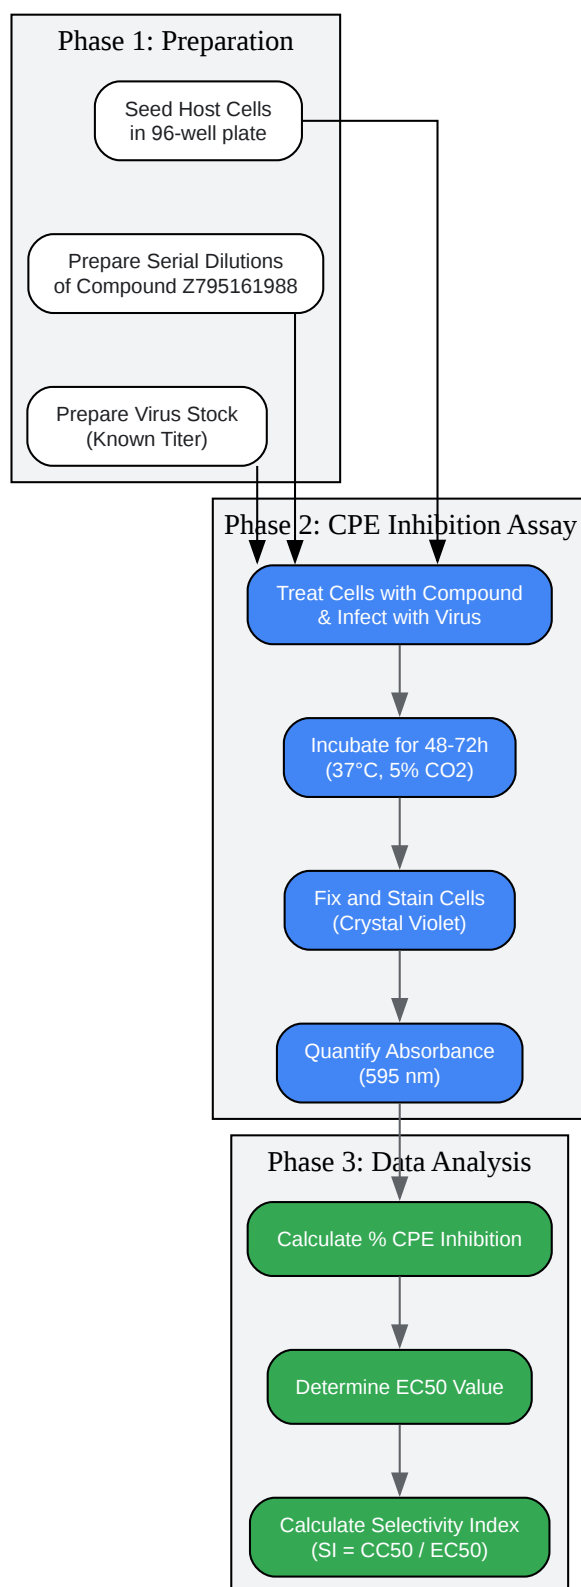 Phase 1: Preparation
Seed Host Cells
in 96-well plate
Prepare Serial Dilutions
of Compound Z795161988
Prepare Virus Stock
(Known Titer)
Phase 2: CPE Inhibition Assay
Treat Cells with Compound
& Infect with Virus
Incubate for 48-72h
(37°C, 5% CO2)
Fix and Stain Cells
(Crystal Violet)
Quantify Absorbance
(595 nm)
Phase 3: Data Analysis
Calculate % CPE Inhibition
Determine EC50 Value
Calculate Selectivity Index
(SI = CC50 / EC50)